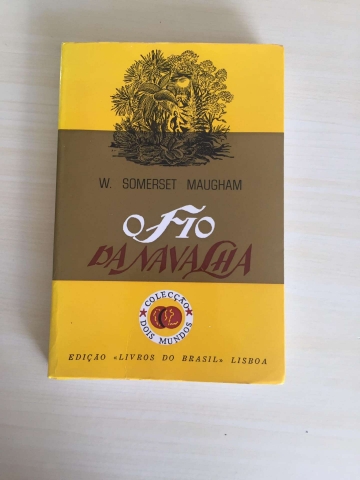 W. SOMERSET MAUGHAM
O FIO
DA NAVALHA
COLECÇÃO
DOIS MUNDOS
EDIÇÃO «LIVROS DO BRASIL» LISBOA